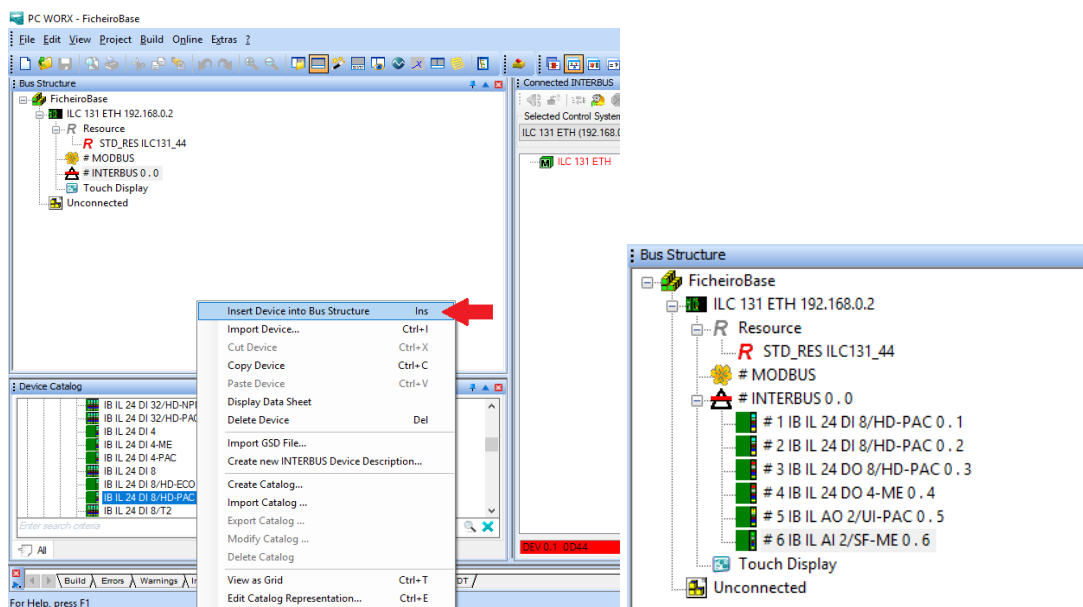 PC WORX - FicheiroBase
File Edit View Project Build Online Extras ?
Bus Structure
FicheiroBase
ILC 131 ETH 192.168.0.2
Resource
STD_RES ILC131_44
# MODBUS
# INTERBUS 0 . 0
Touch Display
Unconnected
Connected INTERBUS
Selected Control System
ILC 131 ETH (192.168.0
ILC 131 ETH
Insert Device into Bus Structure Ins
Import Device... Ctrl+I
Cut Device Ctrl+X
Copy Device Ctrl+C
Paste Device Ctrl+V
Display Data Sheet
Delete Device Del
Import GSD File...
Create new INTERBUS Device Description...
Create Catalog...
Import Catalog ...
Export Catalog ...
Modify Catalog ...
Delete Catalog
View as Grid Ctrl+T
Edit Catalog Representation... Ctrl+E
Device Catalog
IB IL 24 DI 32/HD-NP
IB IL 24 DI 32/HD-PAC
IB IL 24 DI 4
IB IL 24 DI 4-ME
IB IL 24 DI 4-PAC
IB IL 24 DI 8
IB IL 24 DI 8/HD-ECO
IB IL 24 DI 8/HD-PAC
IB IL 24 DI 8/T2
Enter search criteria
All
DEV 0.1 0D44
Build Errors Warnings
DT
For Help, press F1
Bus Structure
FicheiroBase
ILC 131 ETH 192.168.0.2
Resource
STD_RES ILC131_44
# MODBUS
# INTERBUS 0 . 0
# 1 IB IL 24 DI 8/HD-PAC 0 . 1
# 2 IB IL 24 DI 8/HD-PAC 0 . 2
# 3 IB IL 24 DO 8/HD-PAC 0 . 3
# 4 IB IL 24 DO 4-ME 0 . 4
# 5 IB IL AO 2/UI-PAC 0 . 5
# 6 IB IL AI 2/SF-ME 0 . 6
Touch Display
Unconnected